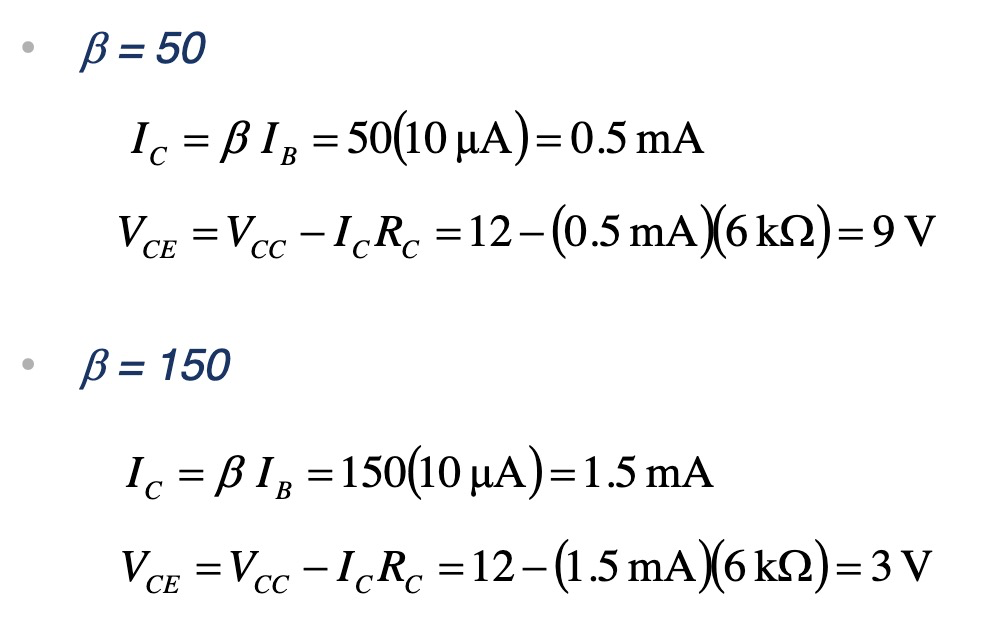 • β = 50
I_C = β I_B = 50(10 μA) = 0.5 mA
V_CE = V_CC − I_C R_C = 12 − (0.5 mA)(6 kΩ) = 9 V
• β = 150
I_C = β I_B = 150(10 μA) = 1.5 mA
V_CE = V_CC − I_C R_C = 12 − (1.5 mA)(6 kΩ) = 3 V